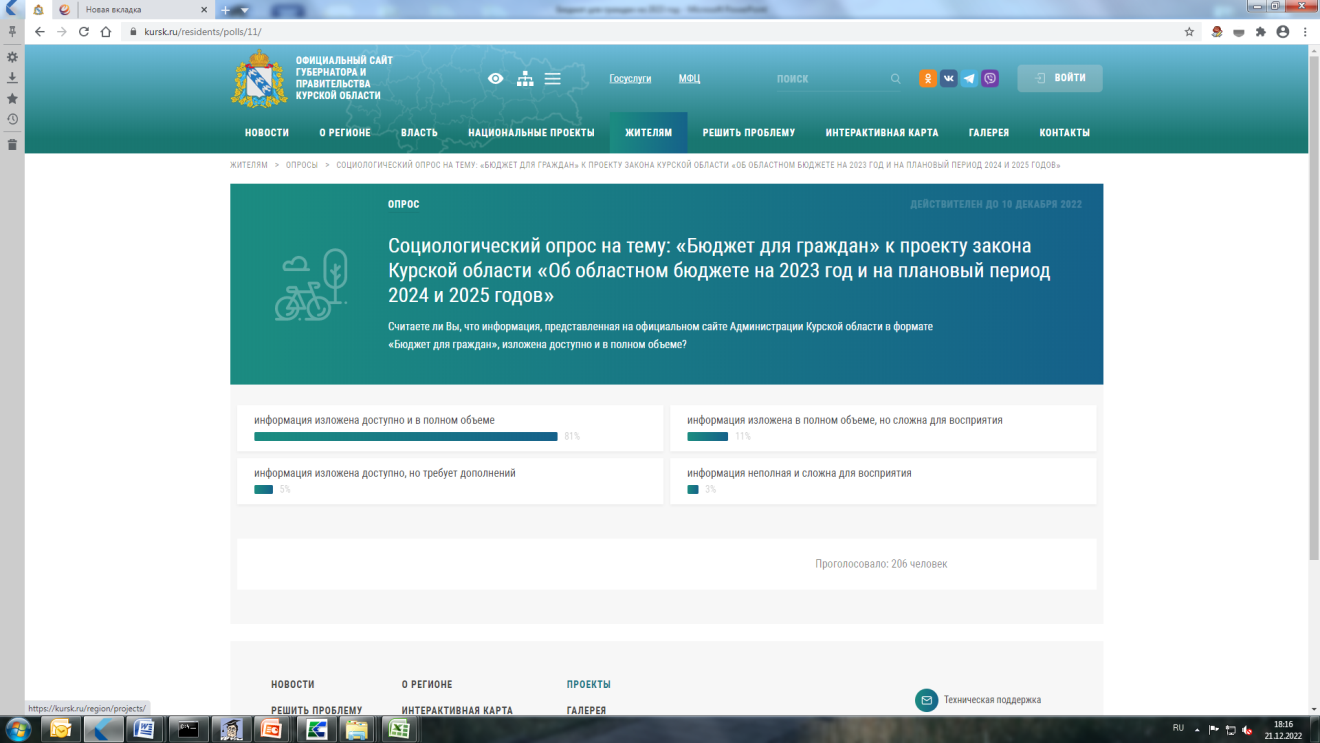 Новая вкладка
Бюджет для граждан на 2023 год - Microsoft PowerPoint
kursk.ru/residents/polls/11/
ОФИЦИАЛЬНЫЙ САЙТ
ГУБЕРНАТОРА И
ПРАВИТЕЛЬСТВА
КУРСКОЙ ОБЛАСТИ
Госуслуги МФЦ ПОИСК ВОЙТИ
НОВОСТИ О РЕГИОНЕ ВЛАСТЬ НАЦИОНАЛЬНЫЕ ПРОЕКТЫ ЖИТЕЛЯМ РЕШИТЬ ПРОБЛЕМУ ИНТЕРАКТИВНАЯ КАРТА ГАЛЕРЕЯ КОНТАКТЫ
ЖИТЕЛЯМ > ОПРОСЫ > СОЦИОЛОГИЧЕСКИЙ ОПРОС НА ТЕМУ: «БЮДЖЕТ ДЛЯ ГРАЖДАН» К ПРОЕКТУ ЗАКОНА КУРСКОЙ ОБЛАСТИ «ОБ ОБЛАСТНОМ БЮДЖЕТЕ НА 2023 ГОД И НА ПЛАНОВЫЙ ПЕРИОД 2024 И 2025 ГОДОВ»
ОПРОС ДЕЙСТВИТЕЛЕН ДО 10 ДЕКАБРЯ 2022
Социологический опрос на тему: «Бюджет для граждан» к проекту закона
Курской области «Об областном бюджете на 2023 год и на плановый период
2024 и 2025 годов»
Считаете ли Вы, что информация, представленная на официальном сайте Администрации Курской области в формате
«Бюджет для граждан», изложена доступно и в полном объеме?
информация изложена доступно и в полном объеме
81%
информация изложена в полном объеме, но сложна для восприятия
11%
информация изложена доступно, но требует дополнений
5%
информация неполная и сложна для восприятия
3%
Проголосовало: 206 человек
НОВОСТИ О РЕГИОНЕ ПРОЕКТЫ
Техническая поддержка
РЕШИТЬ ПРОБЛЕМУ ИНТЕРАКТИВНАЯ КАРТА ГАЛЕРЕЯ
https://kursk.ru/region/projects/
RU 18:16
21.12.2022